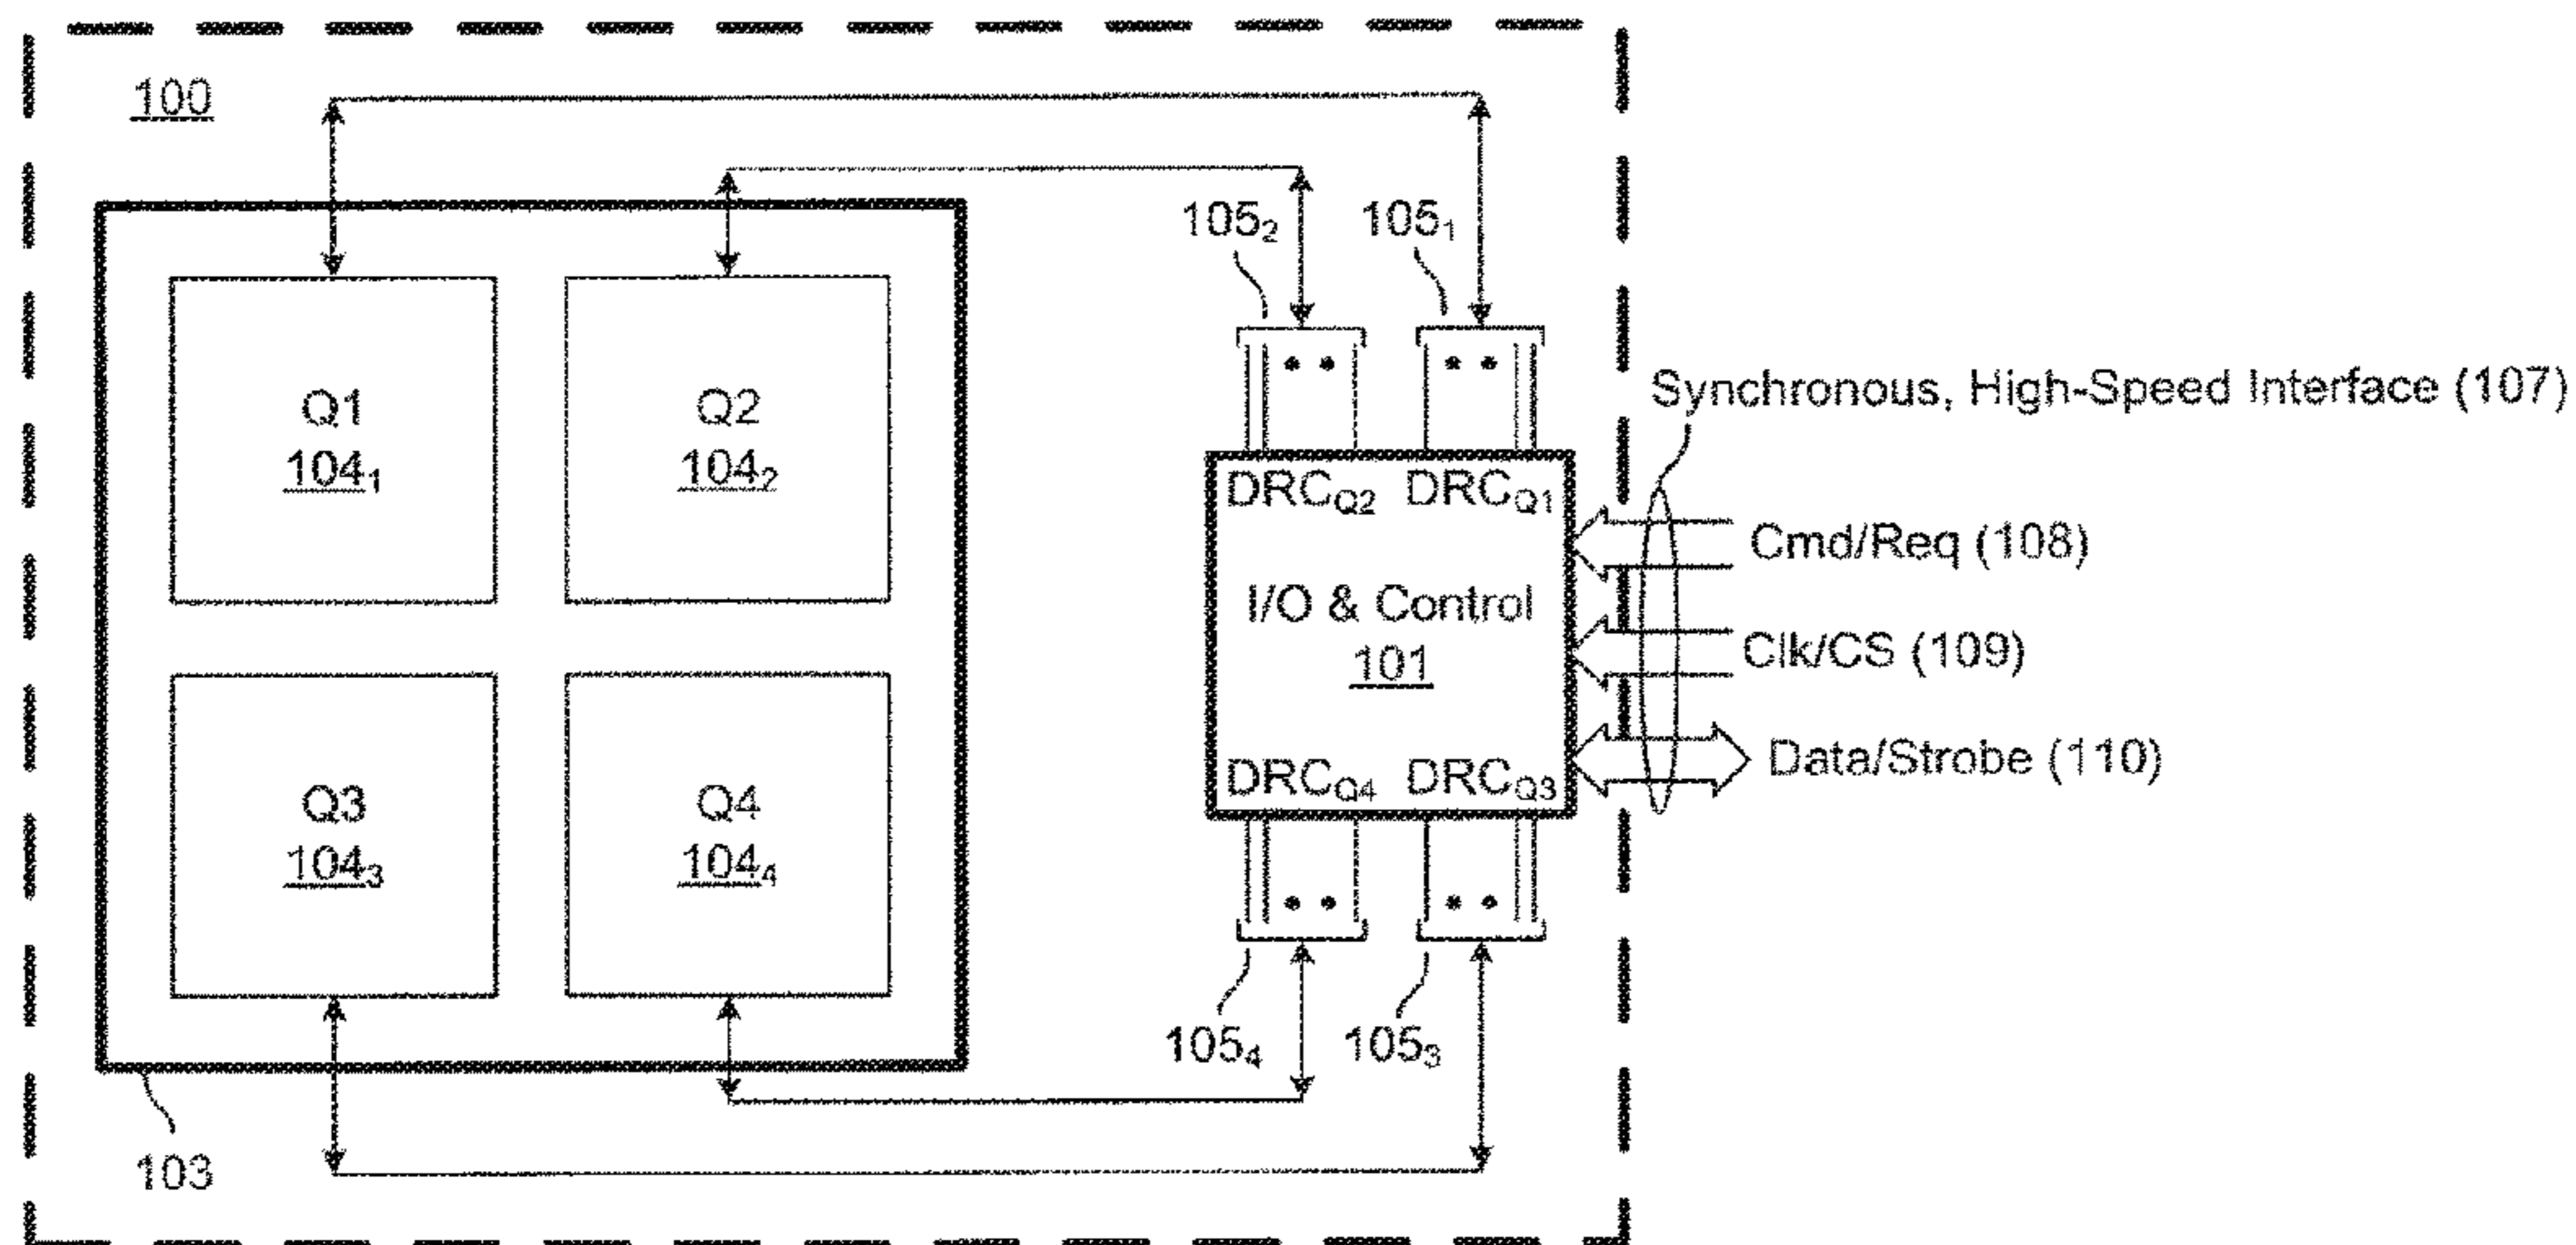 100
105₂ 105₁
Synchronous, High-Speed Interface (107)
Q1
104₁
Q2
104₂
DRC_Q2 DRC_Q1
Cmd/Req (108)
I/O & Control
101
Clk/CS (109)
Data/Strobe (110)
DRC_Q4 DRC_Q3
Q3
104₃
Q4
104₄
105₄ 105₃
103